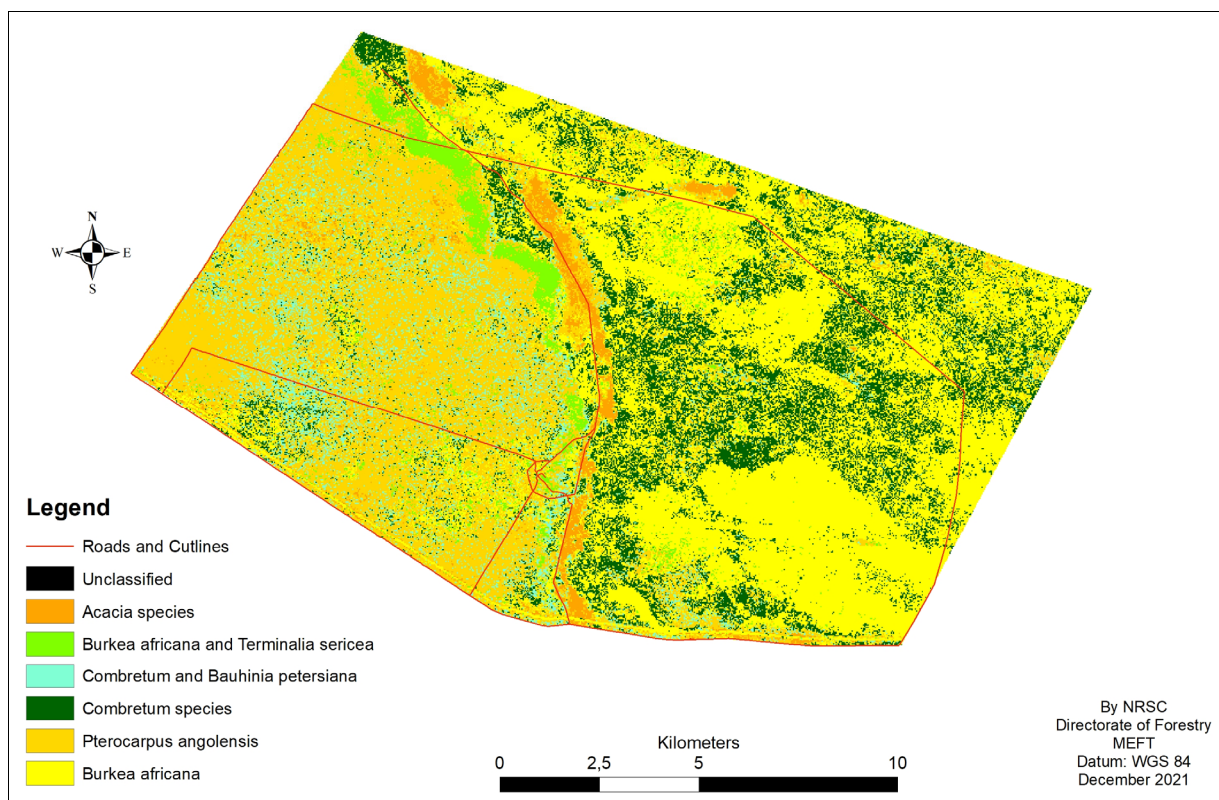 N
W E
S
Legend
Roads and Cutlines
Unclassified
Acacia species
Burkea africana and Terminalia sericea
Combretum and Bauhinia petersiana
Combretum species
Pterocarpus angolensis
Burkea africana
Kilometers
0 2,5 5 10
By NRSC
Directorate of Forestry
MEFT
Datum: WGS 84
December 2021